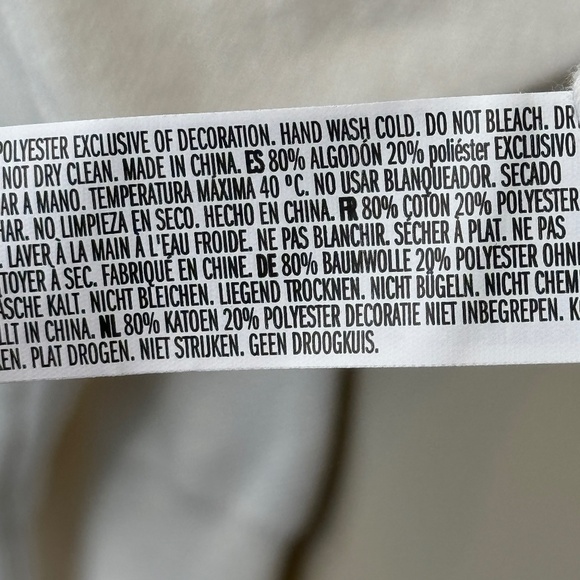 POLYESTER EXCLUSIVE OF DECORATION. HAND WASH COLD. DO NOT BLEACH. DR
NOT DRY CLEAN. MADE IN CHINA. ES 80% ALGODÓN 20% poliéster EXCLUSIVO
AR A MANO. TEMPERATURA MÁXIMA 40 °C. NO USAR BLANQUEADOR. SECADO
HAR. NO LIMPIEZA EN SECO. HECHO EN CHINA. FR 80% COTON 20% POLYESTER
. LAVER À LA MAIN À L'EAU FROIDE. NE PAS BLANCHIR. SÉCHER À PLAT. NE PAS
TTOYER À SEC. FABRIQUÉ EN CHINE. DE 80% BAUMWOLLE 20% POLYESTER OHNE
ÄSCHE KALT. NICHT BLEICHEN. LIEGEND TROCKNEN. NICHT BÜGELN. NICHT CHEM
LLT IN CHINA. NL 80% KATOEN 20% POLYESTER DECORATIE NIET INBEGREPEN. K
EN. PLAT DROGEN. NIET STRIJKEN. GEEN DROOGKUIS.